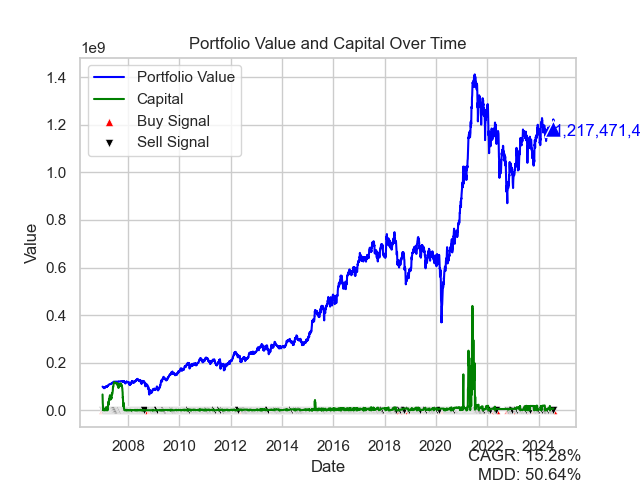 Portfolio Value and Capital Over Time
1e9
1.4
1.2
1.0
0.8
0.6
0.4
0.2
0.0
Value
Portfolio Value
Capital
Buy Signal
Sell Signal
1,217,471,4
2008 2010 2012 2014 2016 2018 2020 2022 2024
Date
CAGR: 15.28%
MDD: 50.64%